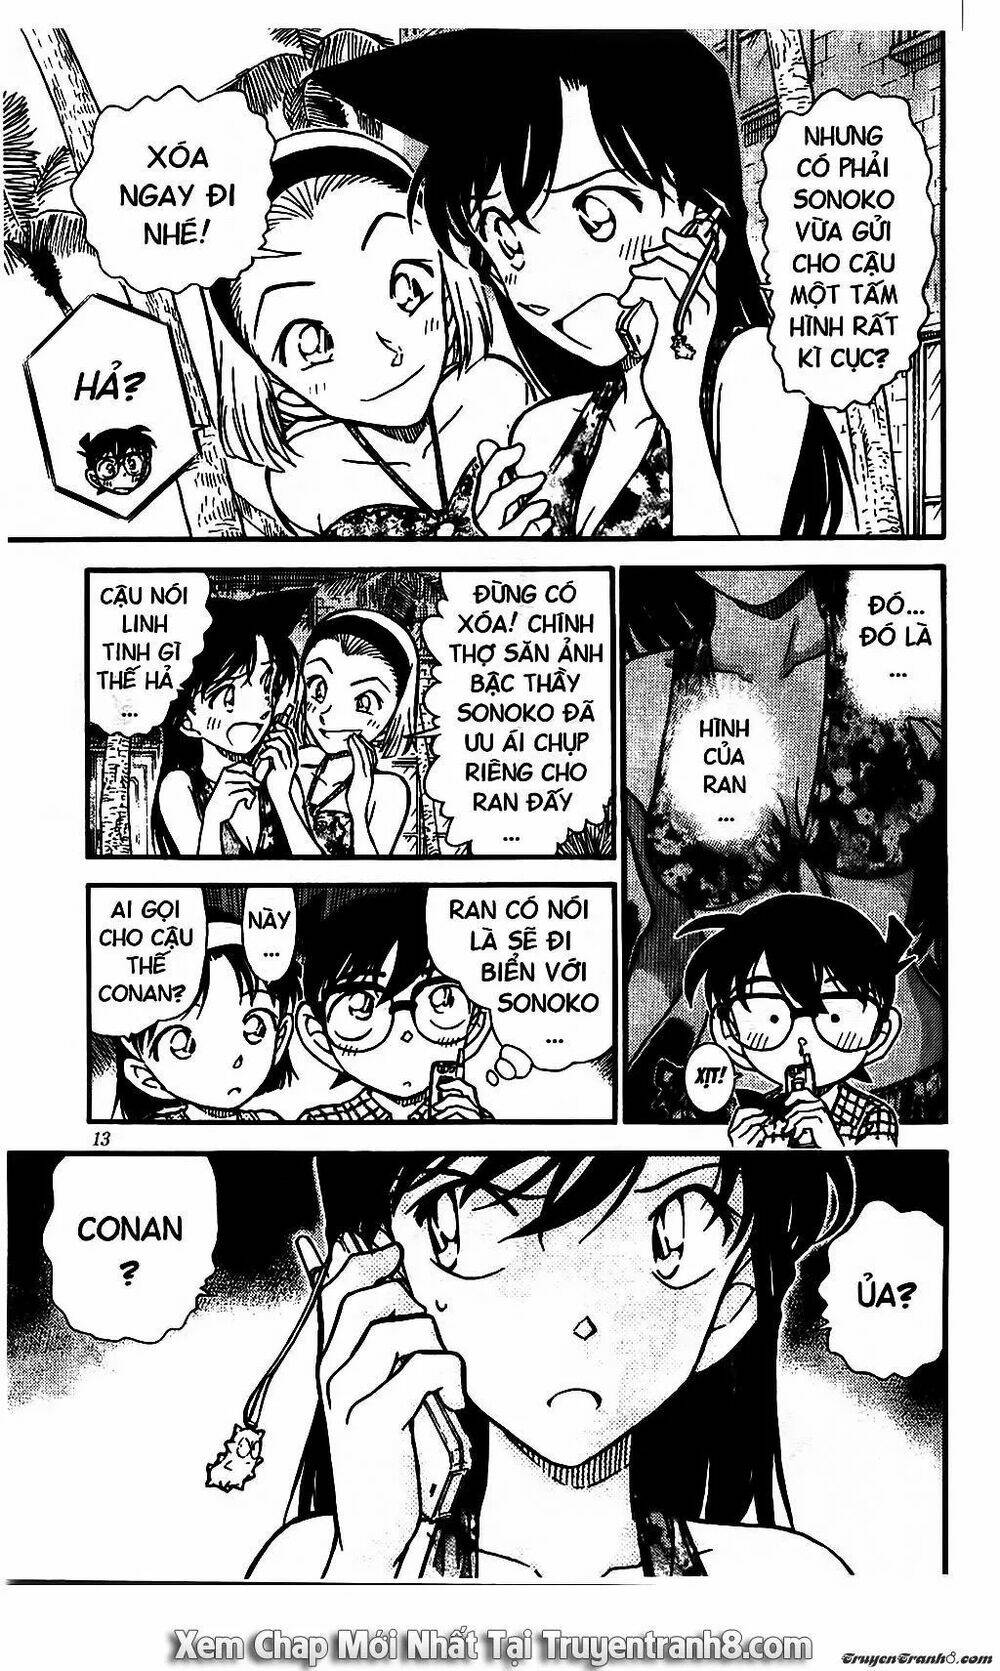 NHƯNG
CÓ PHẢI
SONOKO
VỪA GỬI
CHO CẬU
MỘT TẤM
HÌNH RẤT
KÌ CỤC?
XÓA
NGAY ĐI
NHÉ!
HẢ?
ĐÓ...
ĐÓ LÀ
...
HÌNH
CỦA
RAN
...
XỊT!
ĐỪNG CÓ
XÓA! CHÍNH
THỢ SĂN ẢNH
BẬC THẦY
SONOKO ĐÃ
ƯU ÁI CHỤP
RIÊNG CHO
RAN ĐẤY
...
CẬU NÓI
LINH
TINH GÌ
THẾ HẢ
...
RAN CÓ NÓI
LÀ SẼ ĐI
BIỂN VỚI
SONOKO
...
NÀY
...
AI GỌI
CHO CẬU
THẾ
CONAN?
13
ỦA?
CONAN
?
Xem Chap Mới Nhất Tại Truyentranh8.com
TruyenTranh8.com